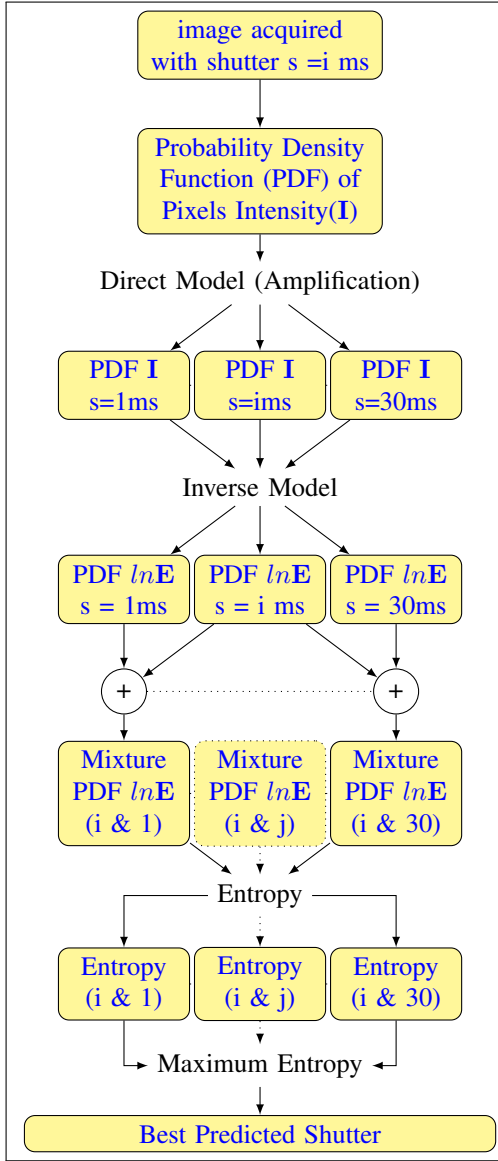 image acquired
with shutter s =i ms
Probability Density
Function (PDF) of
Pixels Intensity(I)
Direct Model (Amplification)
PDF I
s=1ms
PDF I
s=ims
PDF I
s=30ms
Inverse Model
PDF lnE
s = 1ms
PDF lnE
s = i ms
PDF lnE
s = 30ms
+
+
Mixture
PDF lnE
(i & 1)
Mixture
PDF lnE
(i & j)
Mixture
PDF lnE
(i & 30)
Entropy
Entropy
(i & 1)
Entropy
(i & j)
Entropy
(i & 30)
Maximum Entropy
Best Predicted Shutter